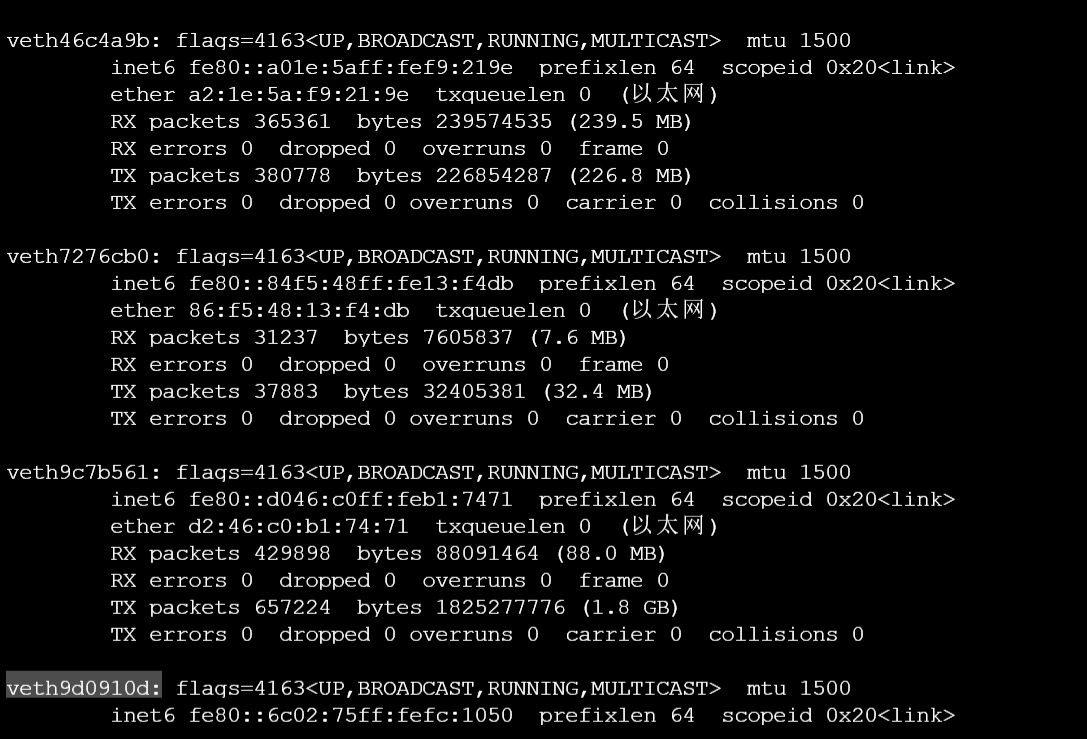 veth46c4a9b: flags=4163<UP,BROADCAST,RUNNING,MULTICAST>  mtu 1500
        inet6 fe80::a01e:5aff:fef9:219e  prefixlen 64  scopeid 0x20<link>
        ether a2:1e:5a:f9:21:9e  txqueuelen 0  (以太网)
        RX packets 365361  bytes 239574535 (239.5 MB)
        RX errors 0  dropped 0  overruns 0  frame 0
        TX packets 380778  bytes 226854287 (226.8 MB)
        TX errors 0  dropped 0 overruns 0  carrier 0  collisions 0
veth7276cb0: flags=4163<UP,BROADCAST,RUNNING,MULTICAST>  mtu 1500
        inet6 fe80::84f5:48ff:fe13:f4db  prefixlen 64  scopeid 0x20<link>
        ether 86:f5:48:13:f4:db  txqueuelen 0  (以太网)
        RX packets 31237  bytes 7605837 (7.6 MB)
        RX errors 0  dropped 0  overruns 0  frame 0
        TX packets 37883  bytes 32405381 (32.4 MB)
        TX errors 0  dropped 0 overruns 0  carrier 0  collisions 0
veth9c7b561: flags=4163<UP,BROADCAST,RUNNING,MULTICAST>  mtu 1500
        inet6 fe80::d046:c0ff:feb1:7471  prefixlen 64  scopeid 0x20<link>
        ether d2:46:c0:b1:74:71  txqueuelen 0  (以太网)
        RX packets 429898  bytes 88091464 (88.0 MB)
        RX errors 0  dropped 0  overruns 0  frame 0
        TX packets 657224  bytes 1825277776 (1.8 GB)
        TX errors 0  dropped 0 overruns 0  carrier 0  collisions 0
veth9d0910d: flags=4163<UP,BROADCAST,RUNNING,MULTICAST>  mtu 1500
        inet6 fe80::6c02:75ff:fefc:1050  prefixlen 64  scopeid 0x20<link>